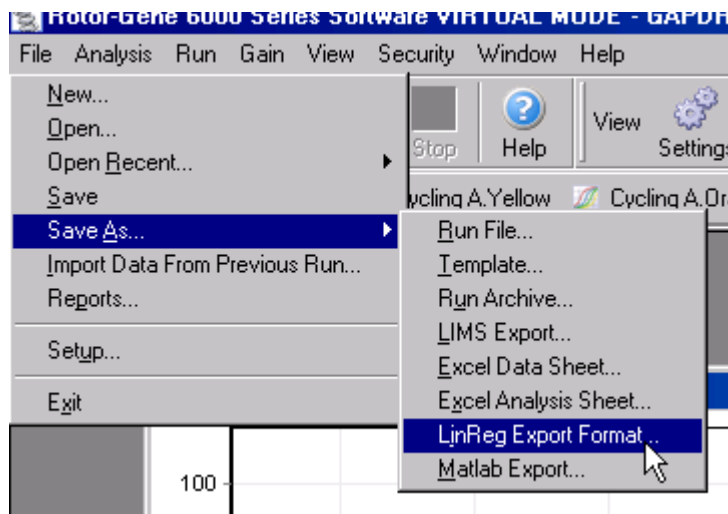 Rotor-Gene 6000 Series Software VIRTUAL MODE - GAPDH
File Analysis Run Gain View Security Window Help
New...
Open...
Open Recent...
Save
Save As...
Import Data From Previous Run...
Reports...
Setup...
Exit
Stop
Help
View
Settings
ycling A.Yellow
Cycling A.Or
Run File...
Template...
Run Archive...
LIMS Export...
Excel Data Sheet...
Excel Analysis Sheet...
LinReg Export Format...
Matlab Export...
100